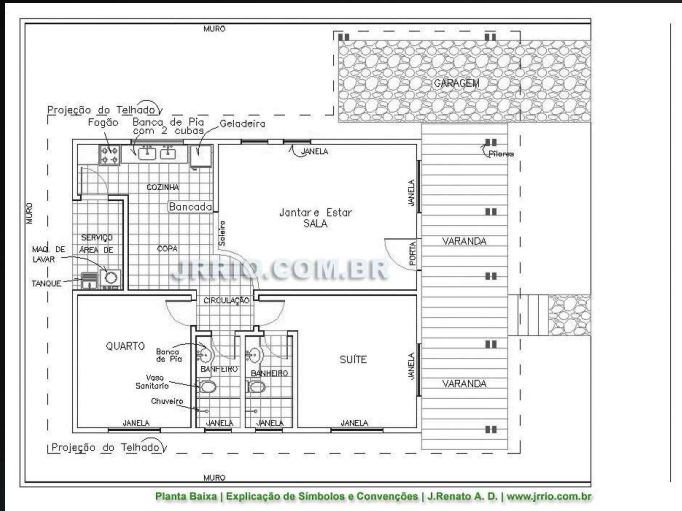 MURO
GARAGEM
Projeção do Telhado
Fogão
Banca de Pia
com 2 cubas
Geladeira
JANELA
Pilares
COZINHA
Bancada
JANELA
Jantar e Estar
SALA
MURO
SERVIÇO
ÁREA DE
COPA
Soleira
PORTA
VARANDA
MAQ DE
LAVAR
TANQUE
JRRIO.COM.BR
CIRCULAÇÃO
QUARTO
Banca
de Pia
BANHEIRO
BANHEIRO
SUÍTE
JANELA
VARANDA
Vaso
Sanitario
Chuveiro
JANELA
JANELA
JANELA
JANELA
Projeção do Telhado
MURO
Planta Baixa | Explicação de Símbolos e Convenções | J.Renato A. D. | www.jrrio.com.br